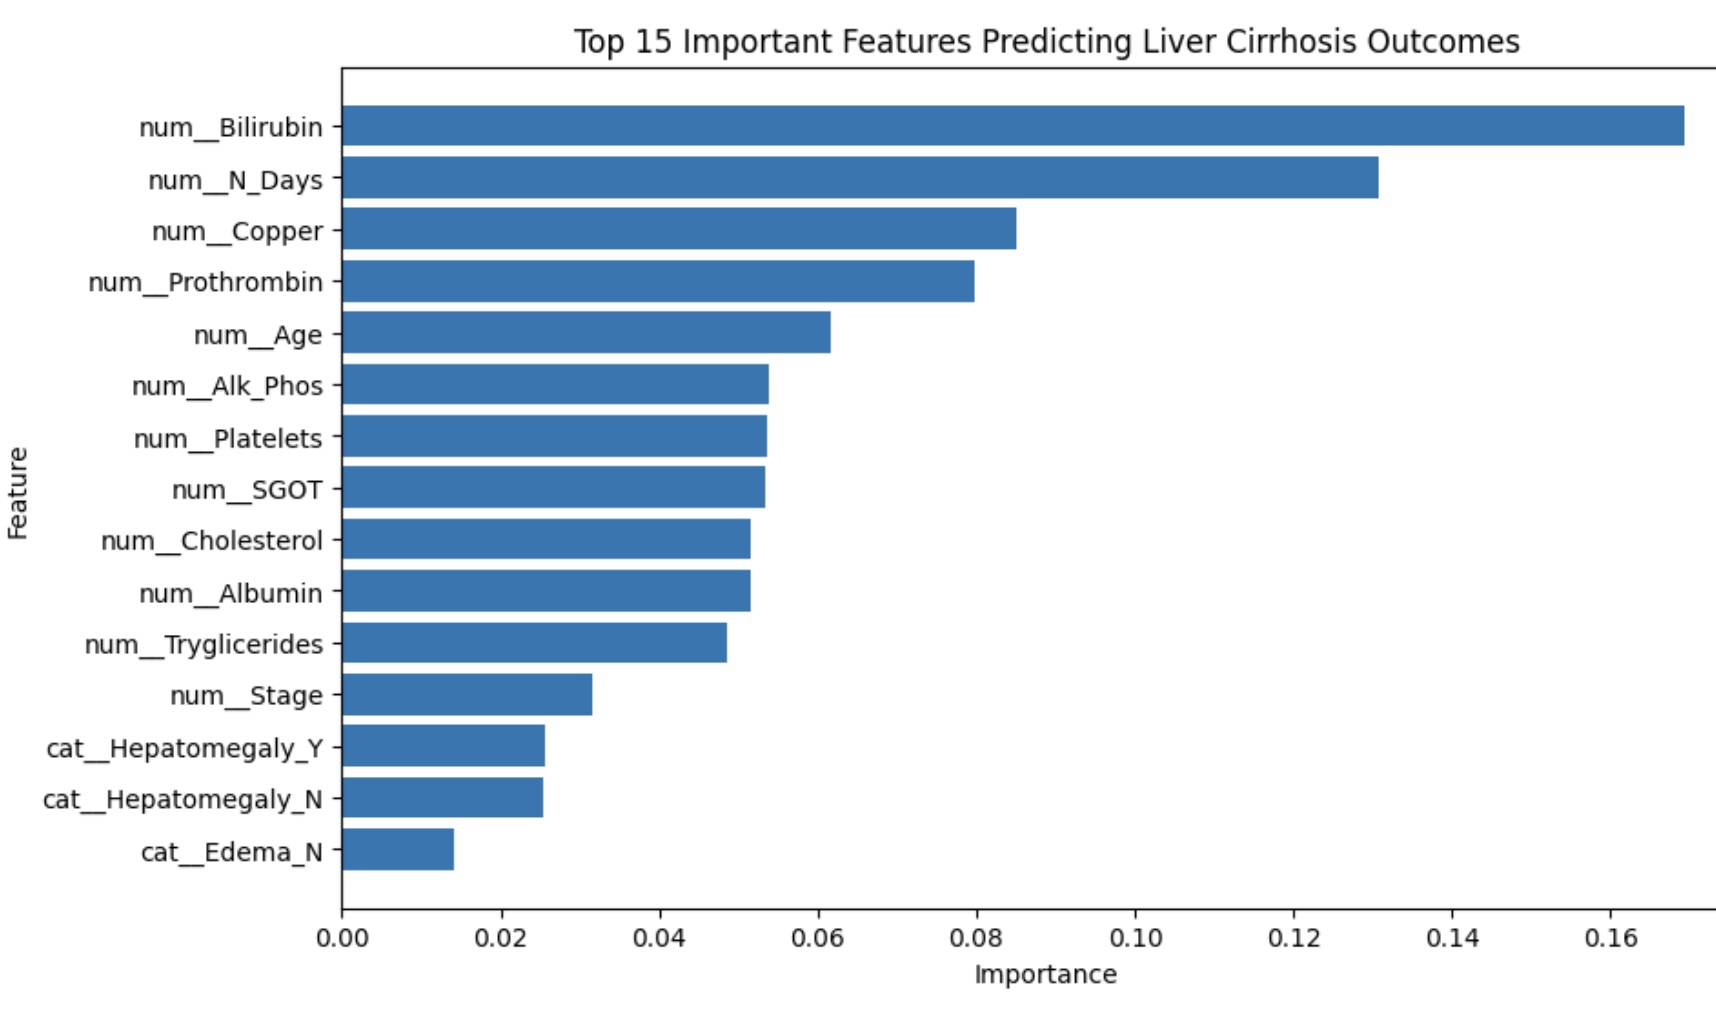 Top 15 Important Features Predicting Liver Cirrhosis Outcomes
Feature
num__Bilirubin
num__N_Days
num__Copper
num__Prothrombin
num__Age
num__Alk_Phos
num__Platelets
num__SGOT
num__Cholesterol
num__Albumin
num__Tryglicerides
num__Stage
cat__Hepatomegaly_Y
cat__Hepatomegaly_N
cat__Edema_N
0.00 0.02 0.04 0.06 0.08 0.10 0.12 0.14 0.16
Importance